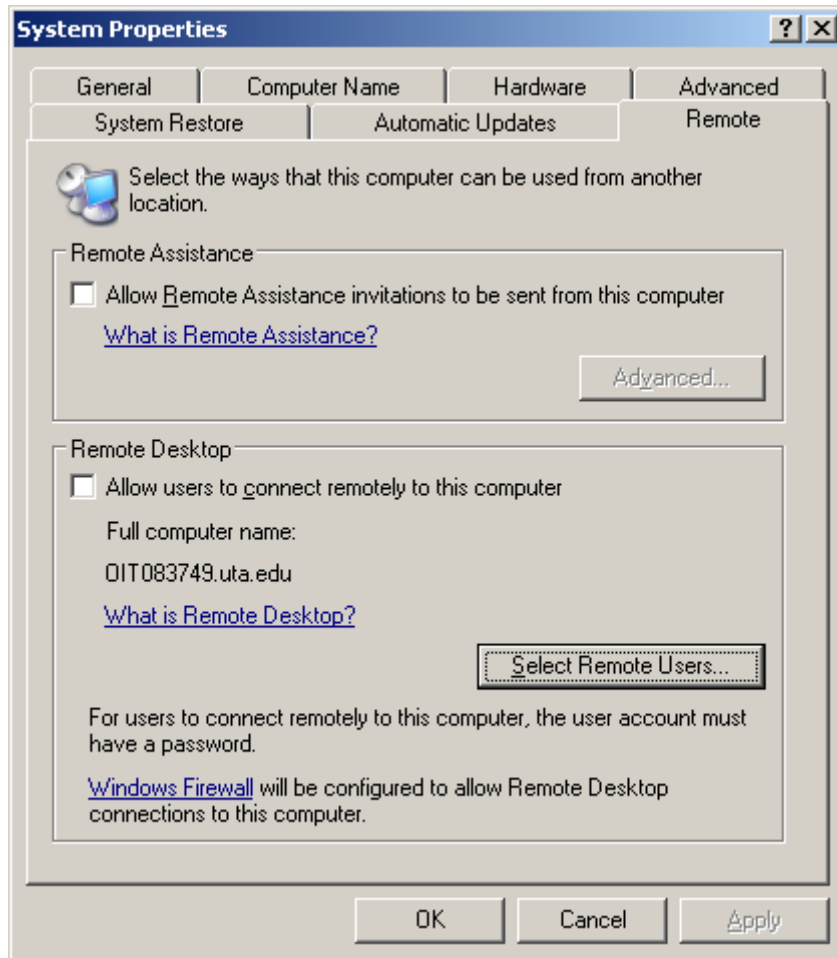 System Properties
General
Computer Name
Hardware
Advanced
System Restore
Automatic Updates
Remote
Select the ways that this computer can be used from another
location.
Remote Assistance
Allow Remote Assistance invitations to be sent from this computer
What is Remote Assistance?
Advanced...
Remote Desktop
Allow users to connect remotely to this computer
Full computer name:
OIT083749.uta.edu
What is Remote Desktop?
Select Remote Users...
For users to connect remotely to this computer, the user account must
have a password.
Windows Firewall will be configured to allow Remote Desktop
connections to this computer.
OK
Cancel
Apply